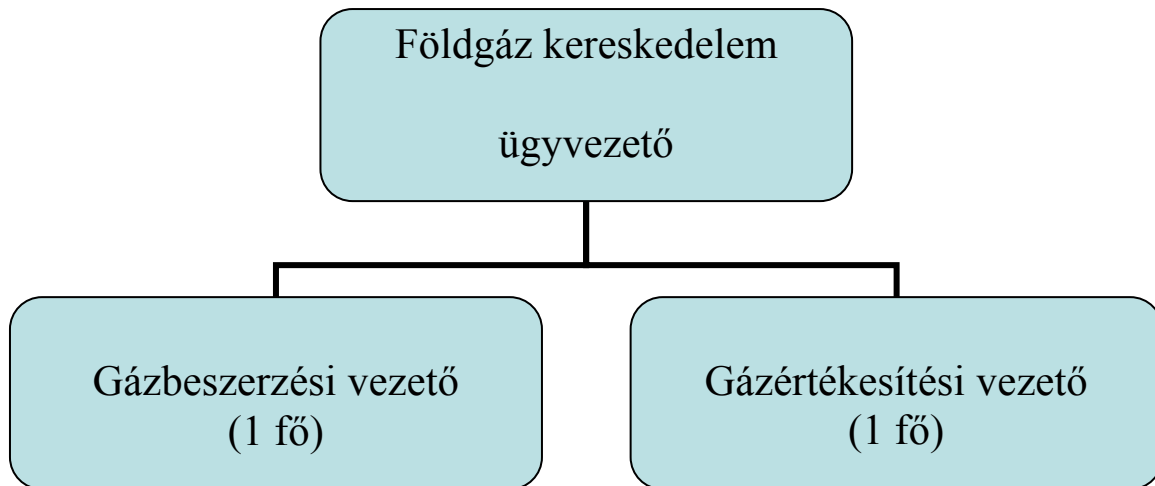 Földgáz kereskedelem
ügyvezető
Gázbeszerzési vezető
(1 fő)
Gázértékesítési vezető
(1 fő)